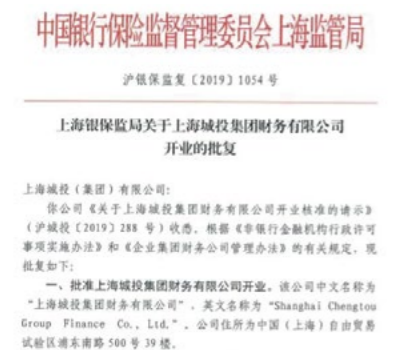 中国银行保险监督管理委员会上海监管局
沪银保监复〔2019〕1054号
上海银保监局关于上海城投集团财务有限公司
开业的批复
上海城投（集团）有限公司：
你公司《关于上海城投集团财务有限公司开业核准的请示》
（沪城投〔2019〕288号）收悉。根据《非银行金融机构行政许可
事项实施办法》和《企业集团财务公司管理办法》的有关规定，现
批复如下：
一、批准上海城投集团财务有限公司开业。该公司中文名称为
“上海城投集团财务有限公司”，英文名称为“Shanghai Chengtou
Group Finance Co., Ltd.”。公司住所为中国（上海）自由贸易
试验区浦东南路500号39楼。